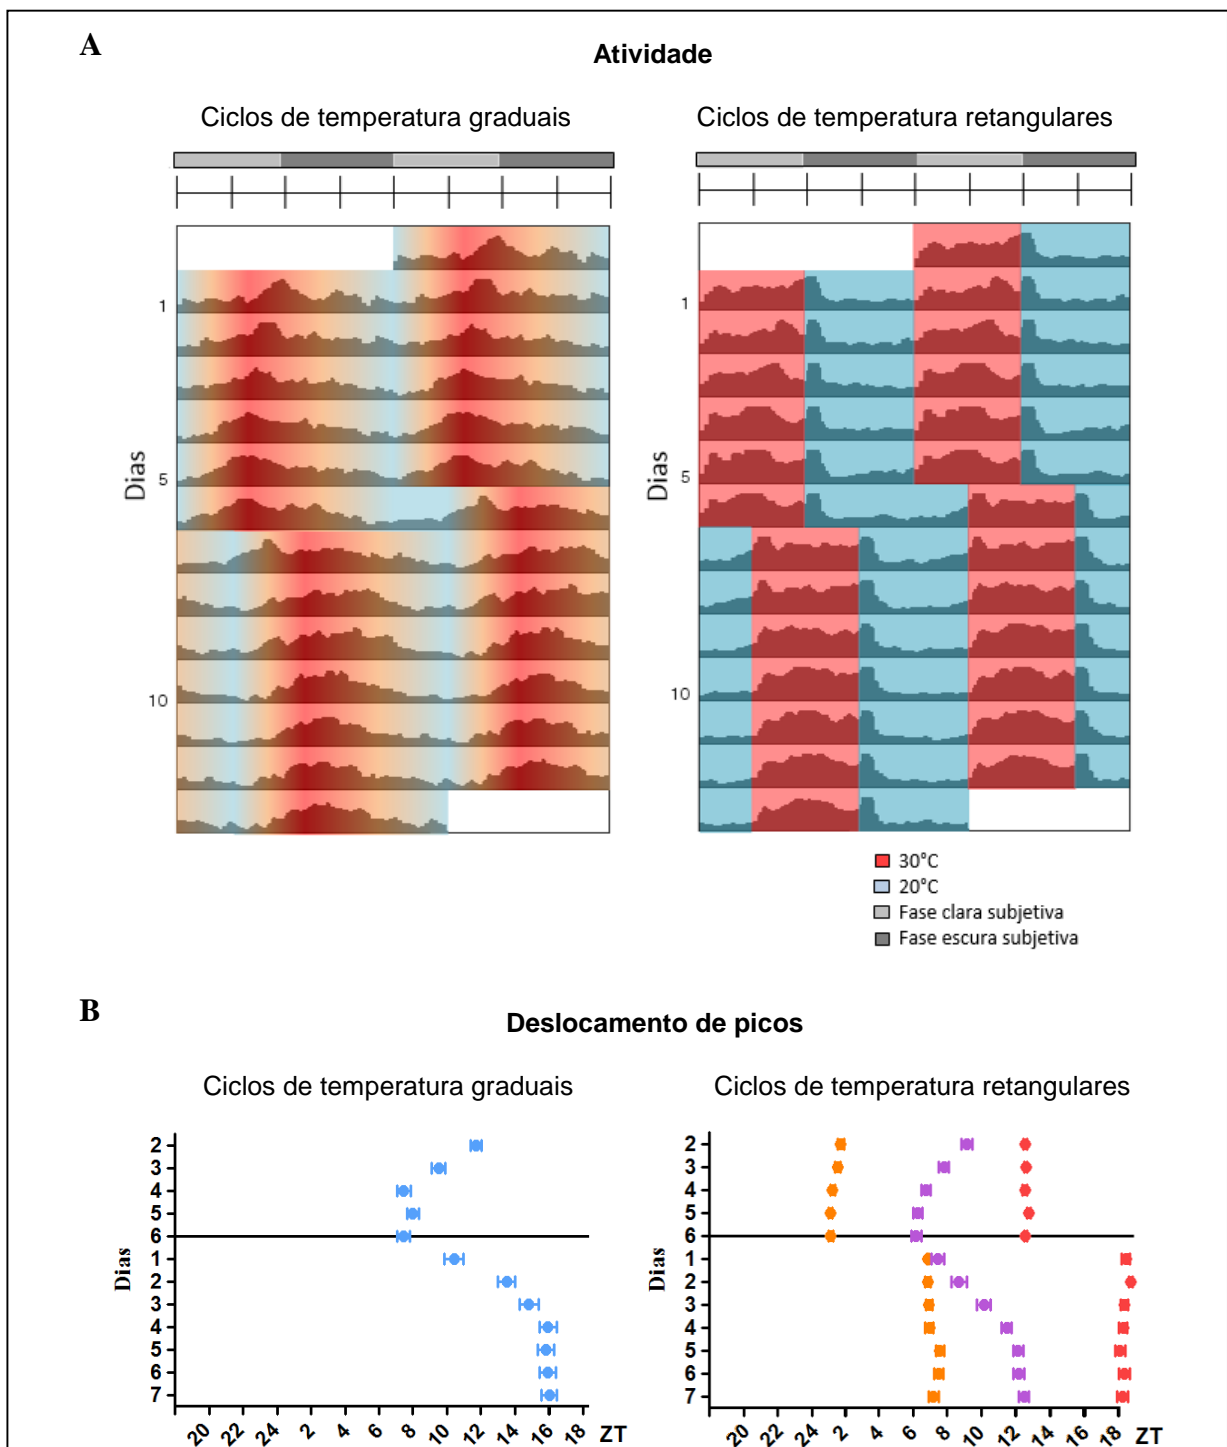 A
Atividade
Ciclos de temperatura graduais
Ciclos de temperatura retangulares
Dias
1
5
10
Dias
1
5
10
30°C
20°C
Fase clara subjetiva
Fase escura subjetiva
B
Deslocamento de picos
Ciclos de temperatura graduais
Ciclos de temperatura retangulares
Dias
2
3
4
5
6
1
2
3
4
5
6
7
20 22 24 2 4 6 8 10 12 14 16 18 ZT
Dias
2
3
4
5
6
1
2
3
4
5
6
7
20 22 24 2 4 6 8 10 12 14 16 18 ZT